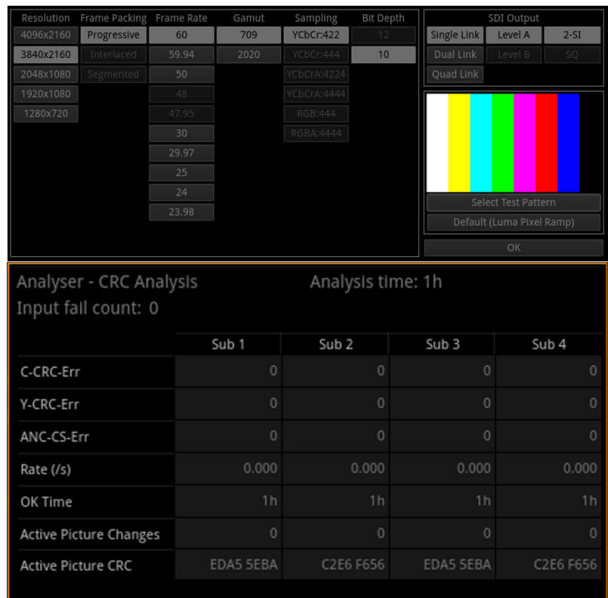 Resolution Frame Packing Frame Rate Gamut Sampling Bit Depth SDI Output
4096x2160 Progressive 60 709 YCbCr:422 12 Single Link Level A 2-SI
3840x2160 Interlaced 59.94 2020 YCbCr:444 10 Dual Link Level B SQ
2048x1080 Segmented 50 YCbCrA:4224 Quad Link
1920x1080 48 YCbCrA:4444
1280x720 47.95 RGB:444
30 RGBA:4444
29.97
25
24 Select Test Pattern
23.98 Default (Luma Pixel Ramp)
OK
Analyser - CRC Analysis Analysis time: 1h
Input fail count: 0
Sub 1 Sub 2 Sub 3 Sub 4
C-CRC-Err 0 0 0 0
Y-CRC-Err 0 0 0 0
ANC-CS-Err 0 0 0 0
Rate (/s) 0.000 0.000 0.000 0.000
OK Time 1h 1h 1h 1h
Active Picture Changes 0 0 0 0
Active Picture CRC EDA5 5EBA C2E6 F656 EDA5 5EBA C2E6 F656